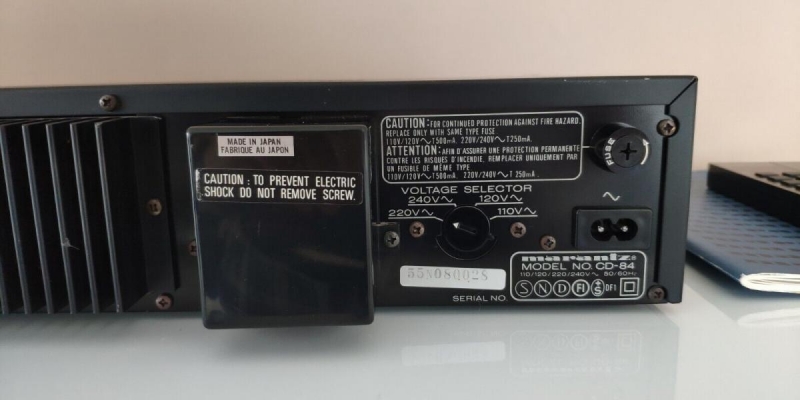 MADE IN JAPAN
FABRIQUE AU JAPON
CAUTION : TO PREVENT ELECTRIC
SHOCK DO NOT REMOVE SCREW.
CAUTION: FOR CONTINUED PROTECTION AGAINST FIRE HAZARD.
REPLACE ONLY WITH SAME TYPE FUSE
110V/120V～T500mA. 220V/240V～T250mA.
ATTENTION: AFIN D'ASSURER UNE PROTECTION PERMANENTE
CONTRE LES RISQUES D'INCENDIE, REMPLACER UNIQUEMENT PAR
UN FUSIBLE DE MÊME TYPE
110V/120V～T500mA. 220V/240V～T 250mA.
FUSE
VOLTAGE SELECTOR
240V～ 120V～
220V～ 110V～
～
marantz
MODEL NO. CD-84
110/120/220/240V～ 50/60Hz
S N D FI S DF1
SERIAL NO.